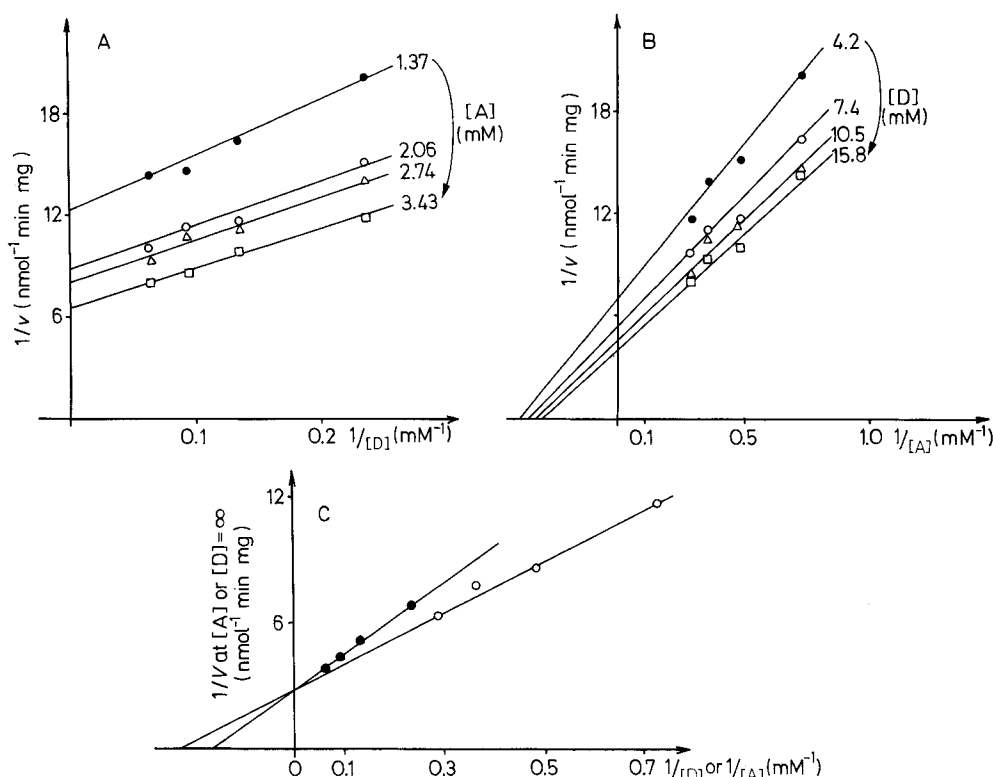 A
1/v (nmol⁻¹ min mg)
18
12
6
1.37
2.06
2.74
3.43
[A]
(mM)
0.1
0.2
1/[D] (mM⁻¹)
B
1/v (nmol⁻¹ min mg)
18
12
4.2
7.4
10.5
15.8
[D]
(mM)
0.1
0.5
1.0
1/[A] (mM⁻¹)
C
1/V at [A] or [D]=∞
(nmol⁻¹ min mg)
12
6
0
0.1
0.3
0.5
0.7
1/[D] or 1/[A] (mM⁻¹)